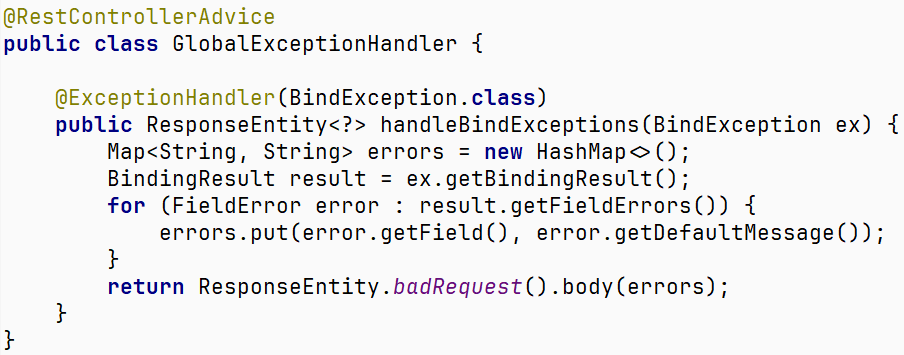 @RestControllerAdvice
public class GlobalExceptionHandler {
@ExceptionHandler(BindException.class)
public ResponseEntity<?> handleBindExceptions(BindException ex) {
Map<String, String> errors = new HashMap<>();
BindingResult result = ex.getBindingResult();
for (FieldError error : result.getFieldErrors()) {
errors.put(error.getField(), error.getDefaultMessage());
}
return ResponseEntity.badRequest().body(errors);
}
}